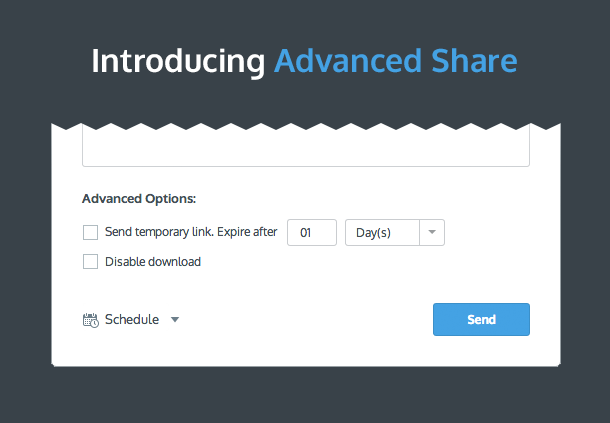 Introducing Advanced Share
Advanced Options:
Send temporary link. Expire after 01 Day(s)
Disable download
Schedule Send